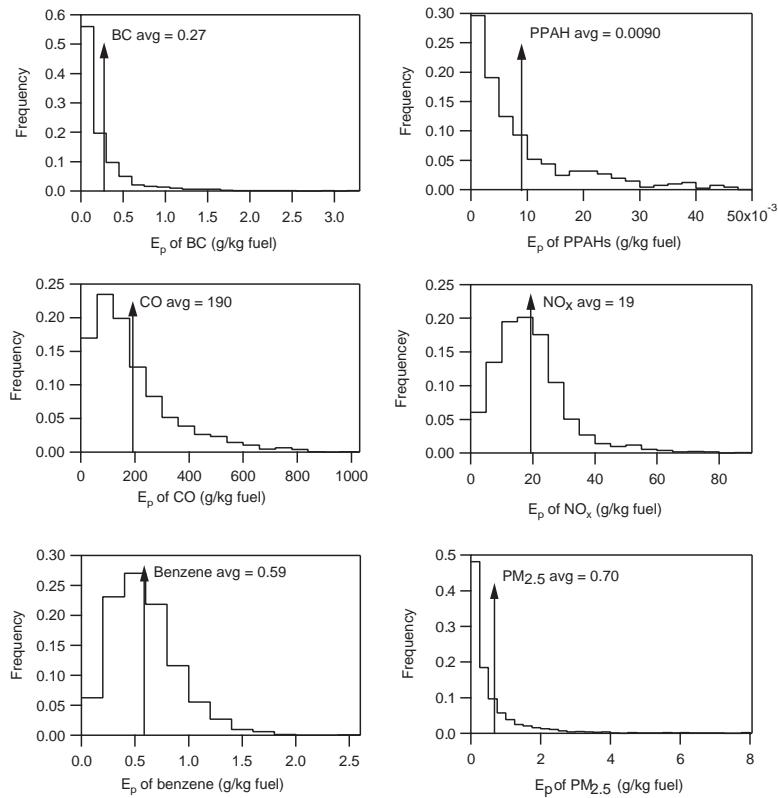 BC avg = 0.27
0.6
0.5
0.4
0.3
0.2
0.1
0.0
Frequency
0.0 0.5 1.0 1.5 2.0 2.5 3.0
Ep of BC (g/kg fuel)
PPAH avg = 0.0090
0.30
0.25
0.20
0.15
0.10
0.05
0.00
Frequency
0 10 20 30 40 50x10-3
Ep of PPAHs (g/kg fuel)
CO avg = 190
0.25
0.20
0.15
0.10
0.05
0.00
Frequency
0 200 400 600 800 1000
Ep of CO (g/kg fuel)
NOx avg = 19
0.25
0.20
0.15
0.10
0.05
0.00
Frequencey
0 20 40 60 80
Ep of NOx (g/kg fuel)
Benzene avg = 0.59
0.30
0.25
0.20
0.15
0.10
0.05
0.00
Frequency
0.0 0.5 1.0 1.5 2.0 2.5
Ep of benzene (g/kg fuel)
PM2.5 avg = 0.70
0.5
0.4
0.3
0.2
0.1
0.0
Frequency
0 2 4 6 8
Ep of PM2.5 (g/kg fuel)